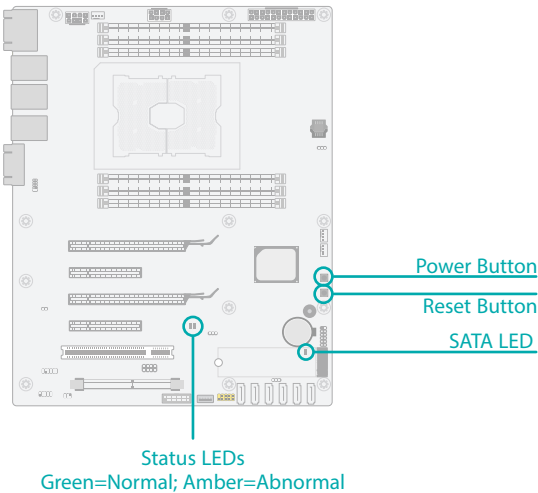 Power Button
Reset Button
SATA LED
Status LEDs
Green=Normal; Amber=Abnormal